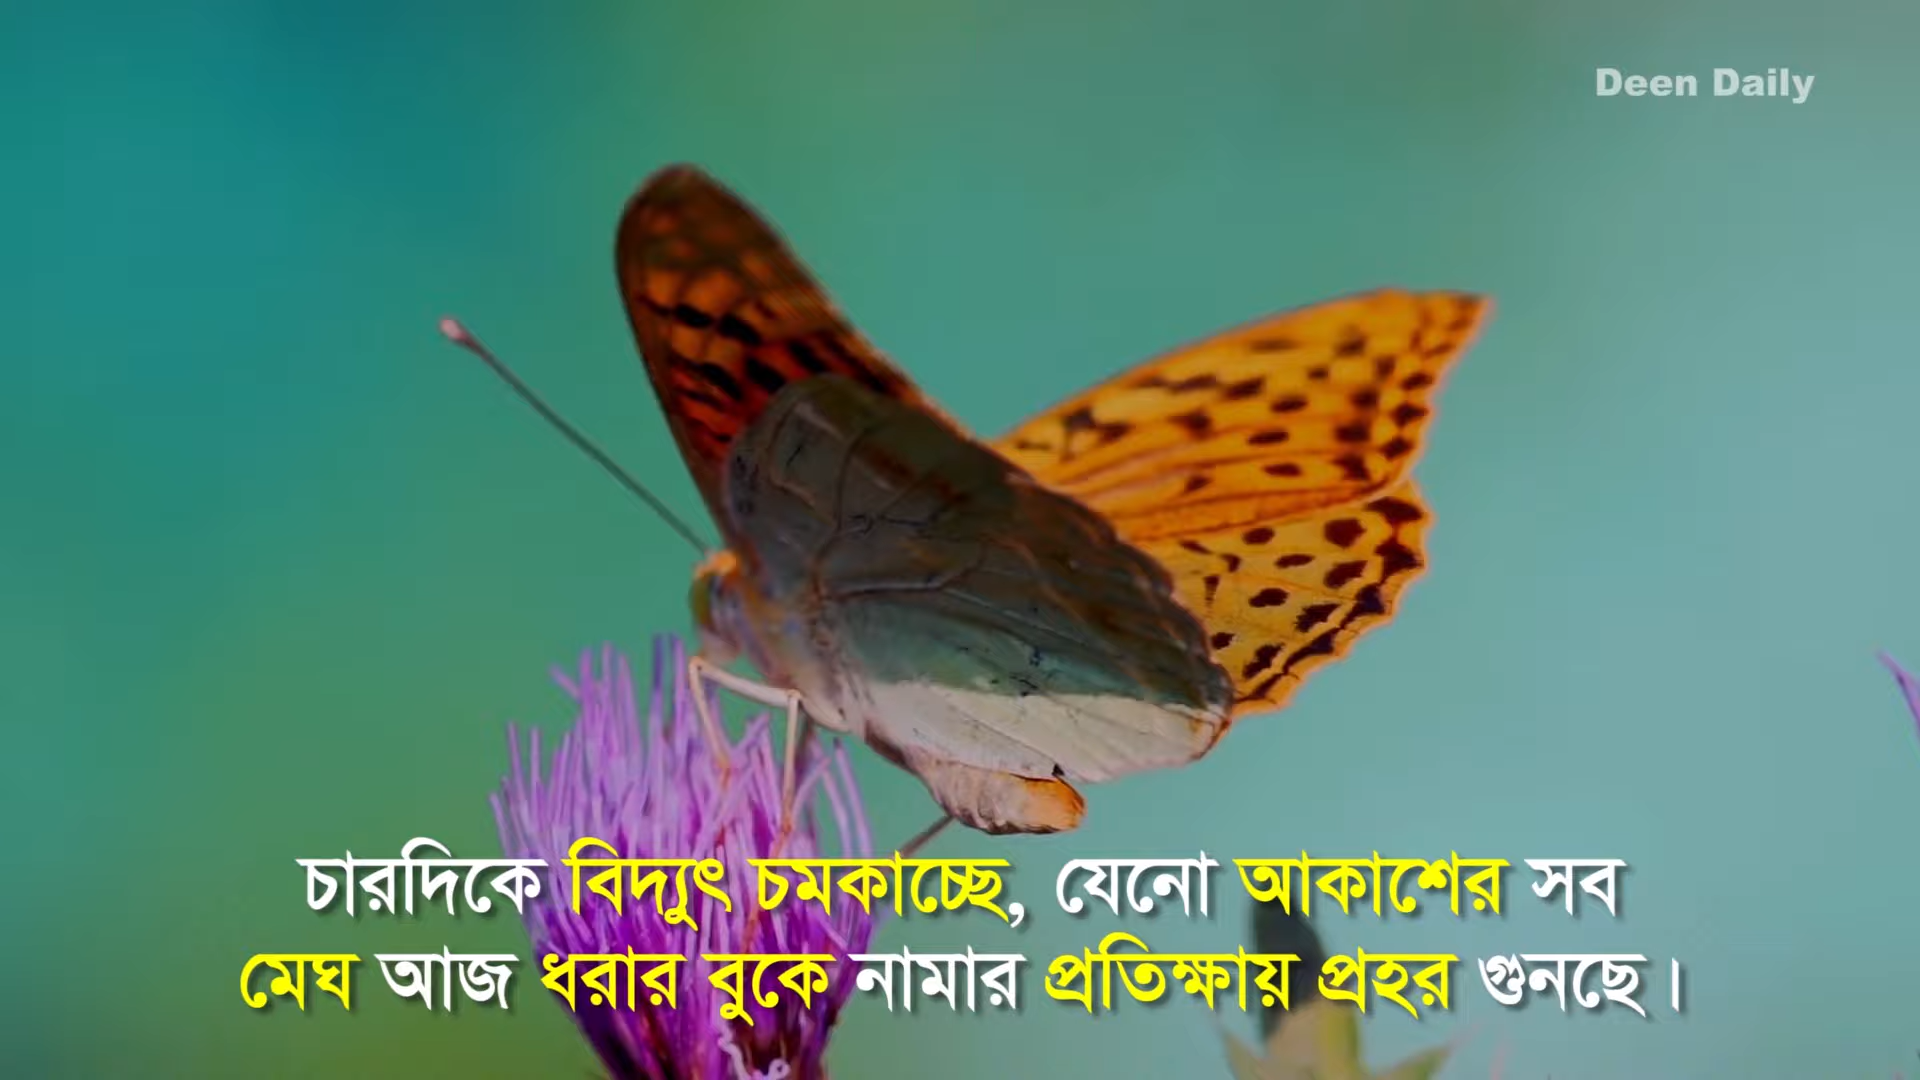 Deen Daily
চারদিকে বিদ্যুৎ চমকাচ্ছে, যেনো আকাশের সব
মেঘ আজ ধরার বুকে নামার প্রতিক্ষায় প্রহর গুনছে।